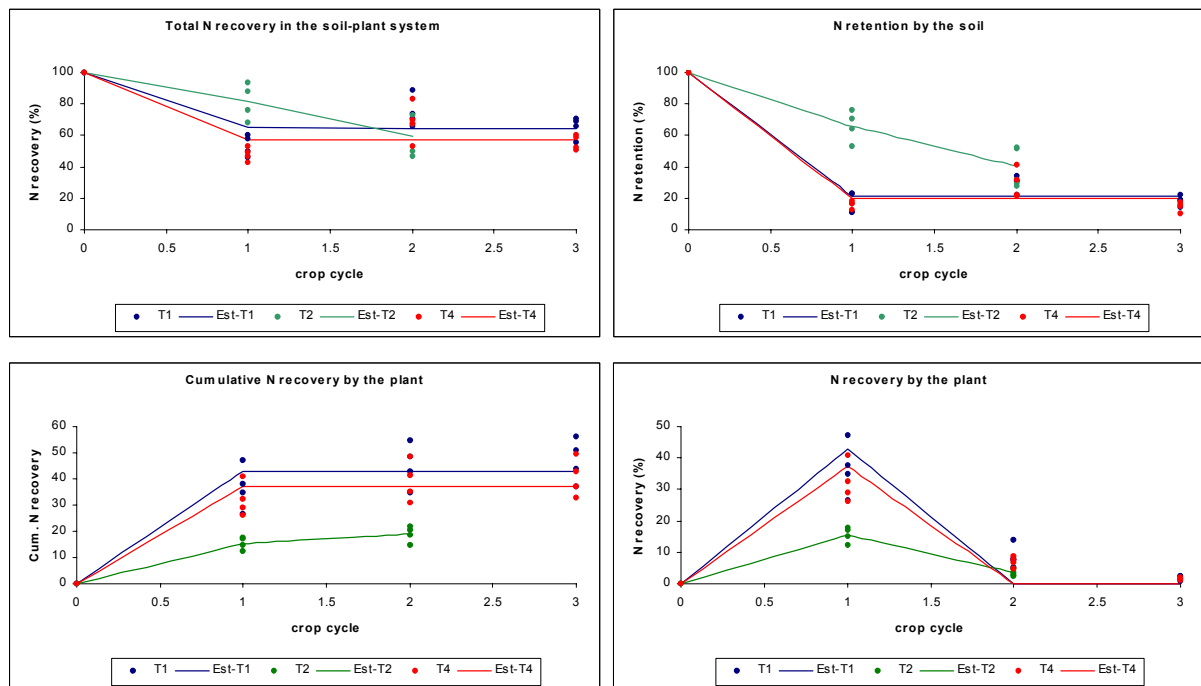 Total N recovery in the soil-plant system
N recovery (%)
100
80
60
40
20
0
0 0.5 1 1.5 2 2.5 3
crop cycle
T1 Est-T1 T2 Est-T2 T4 Est-T4
N retention by the soil
N retention (%)
100
80
60
40
20
0
0 0.5 1 1.5 2 2.5 3
crop cycle
T1 Est-T1 T2 Est-T2 T4 Est-T4
Cumulative N recovery by the plant
Cum. N recovery
60
50
40
30
20
10
0
0 0.5 1 1.5 2 2.5 3
crop cycle
T1 Est-T1 T2 Est-T2 T4 Est-T4
N recovery by the plant
N recovery (%)
50
40
30
20
10
0
0 0.5 1 1.5 2 2.5 3
crop cycle
T1 Est-T1 T2 Est-T2 T4 Est-T4